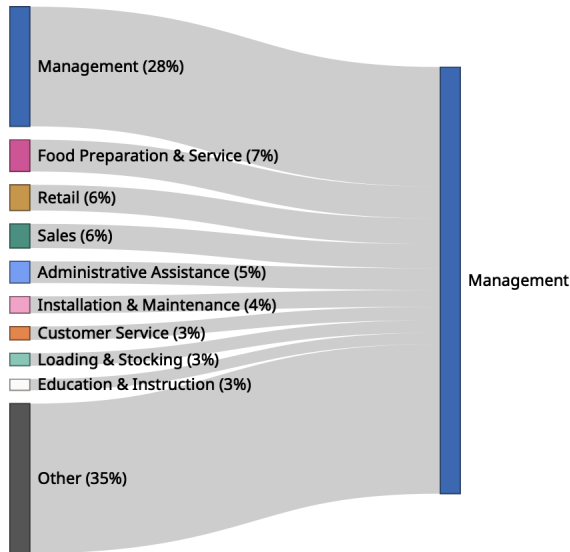 Management (28%)
Food Preparation & Service (7%)
Retail (6%)
Sales (6%)
Administrative Assistance (5%)
Management
Installation & Maintenance (4%)
Customer Service (3%)
Loading & Stocking (3%)
Education & Instruction (3%)
Other (35%)